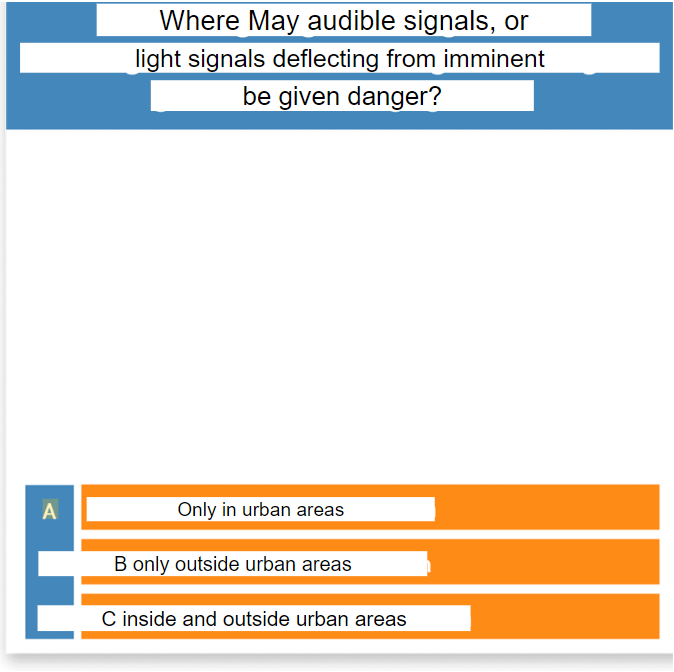 Where May audible signals, or
light signals deflecting from imminent
be given danger?
A Only in urban areas
B only outside urban areas
C inside and outside urban areas